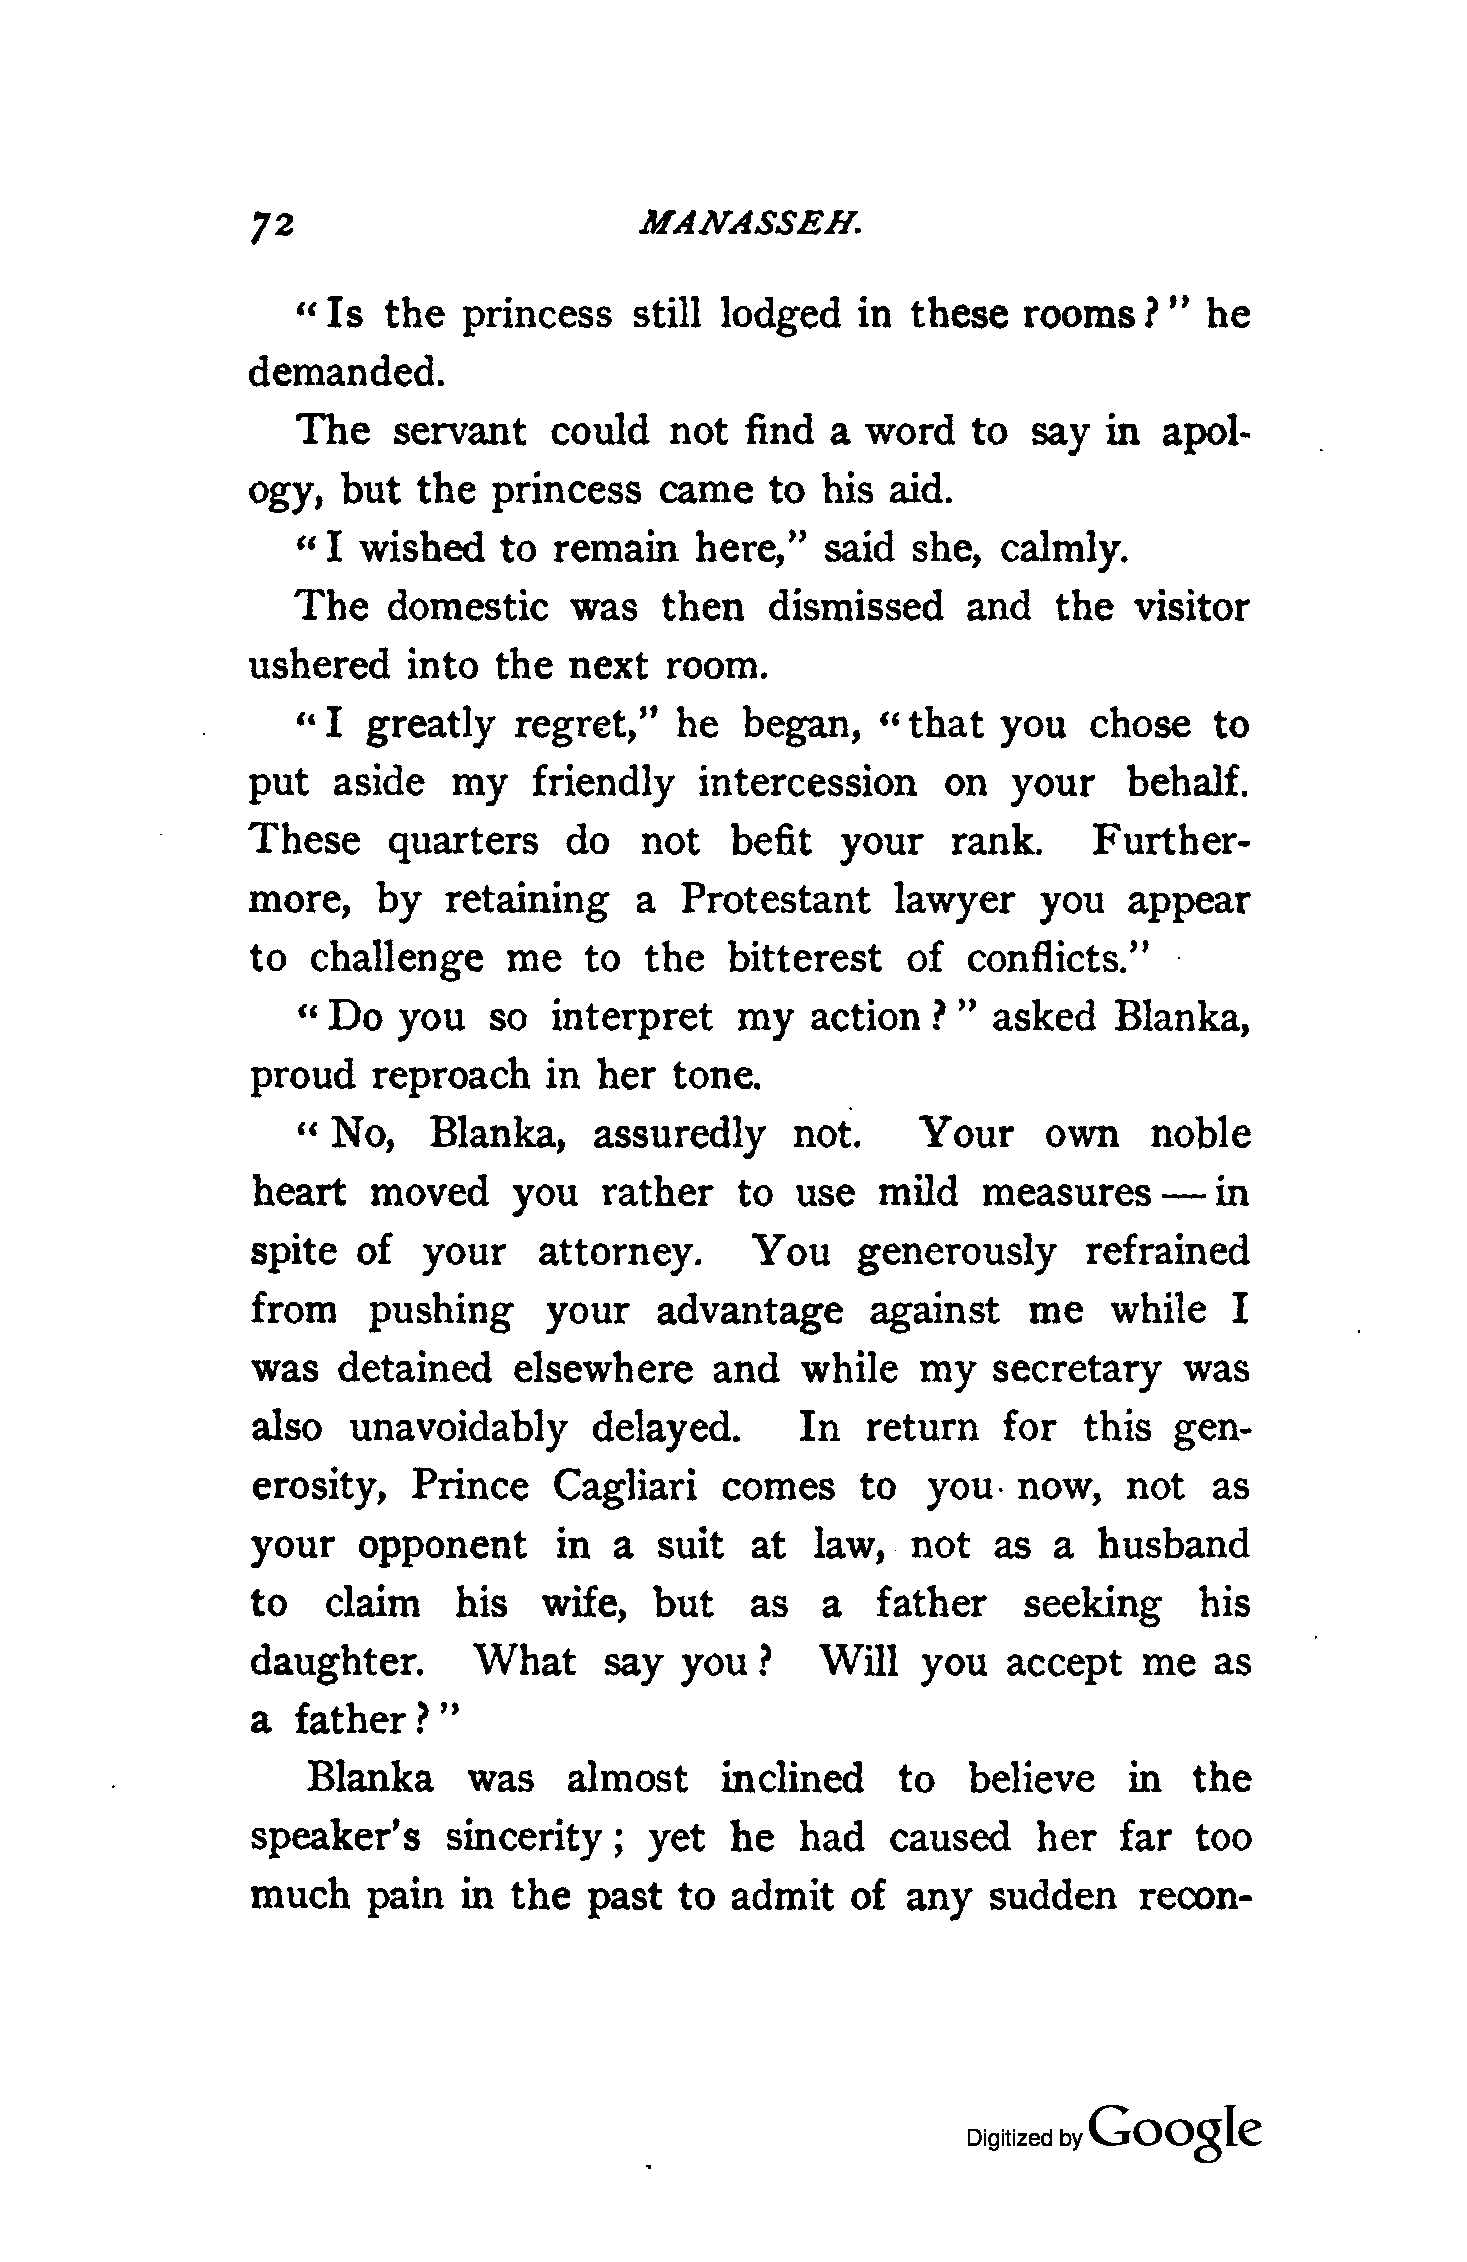 72 MANASSEH.
“Is the princess still lodged in these rooms?” he
demanded.
The servant could not find a word to say in apol-
ogy, but the princess came to his aid.
“I wished to remain here,” said she, calmly.
The domestic was then dismissed and the visitor
ushered into the next room.
“I greatly regret,” he began, “that you chose to
put aside my friendly intercession on your behalf.
These quarters do not befit your rank. Further-
more, by retaining a Protestant lawyer you appear
to challenge me to the bitterest of conflicts.”
“Do you so interpret my action?” asked Blanka,
proud reproach in her tone.
“No, Blanka, assuredly not. Your own noble
heart moved you rather to use mild measures — in
spite of your attorney. You generously refrained
from pushing your advantage against me while I
was detained elsewhere and while my secretary was
also unavoidably delayed. In return for this gen-
erosity, Prince Cagliari comes to you now, not as
your opponent in a suit at law, not as a husband
to claim his wife, but as a father seeking his
daughter. What say you? Will you accept me as
a father?”
Blanka was almost inclined to believe in the
speaker's sincerity; yet he had caused her far too
much pain in the past to admit of any sudden recon-
Digitized by Google